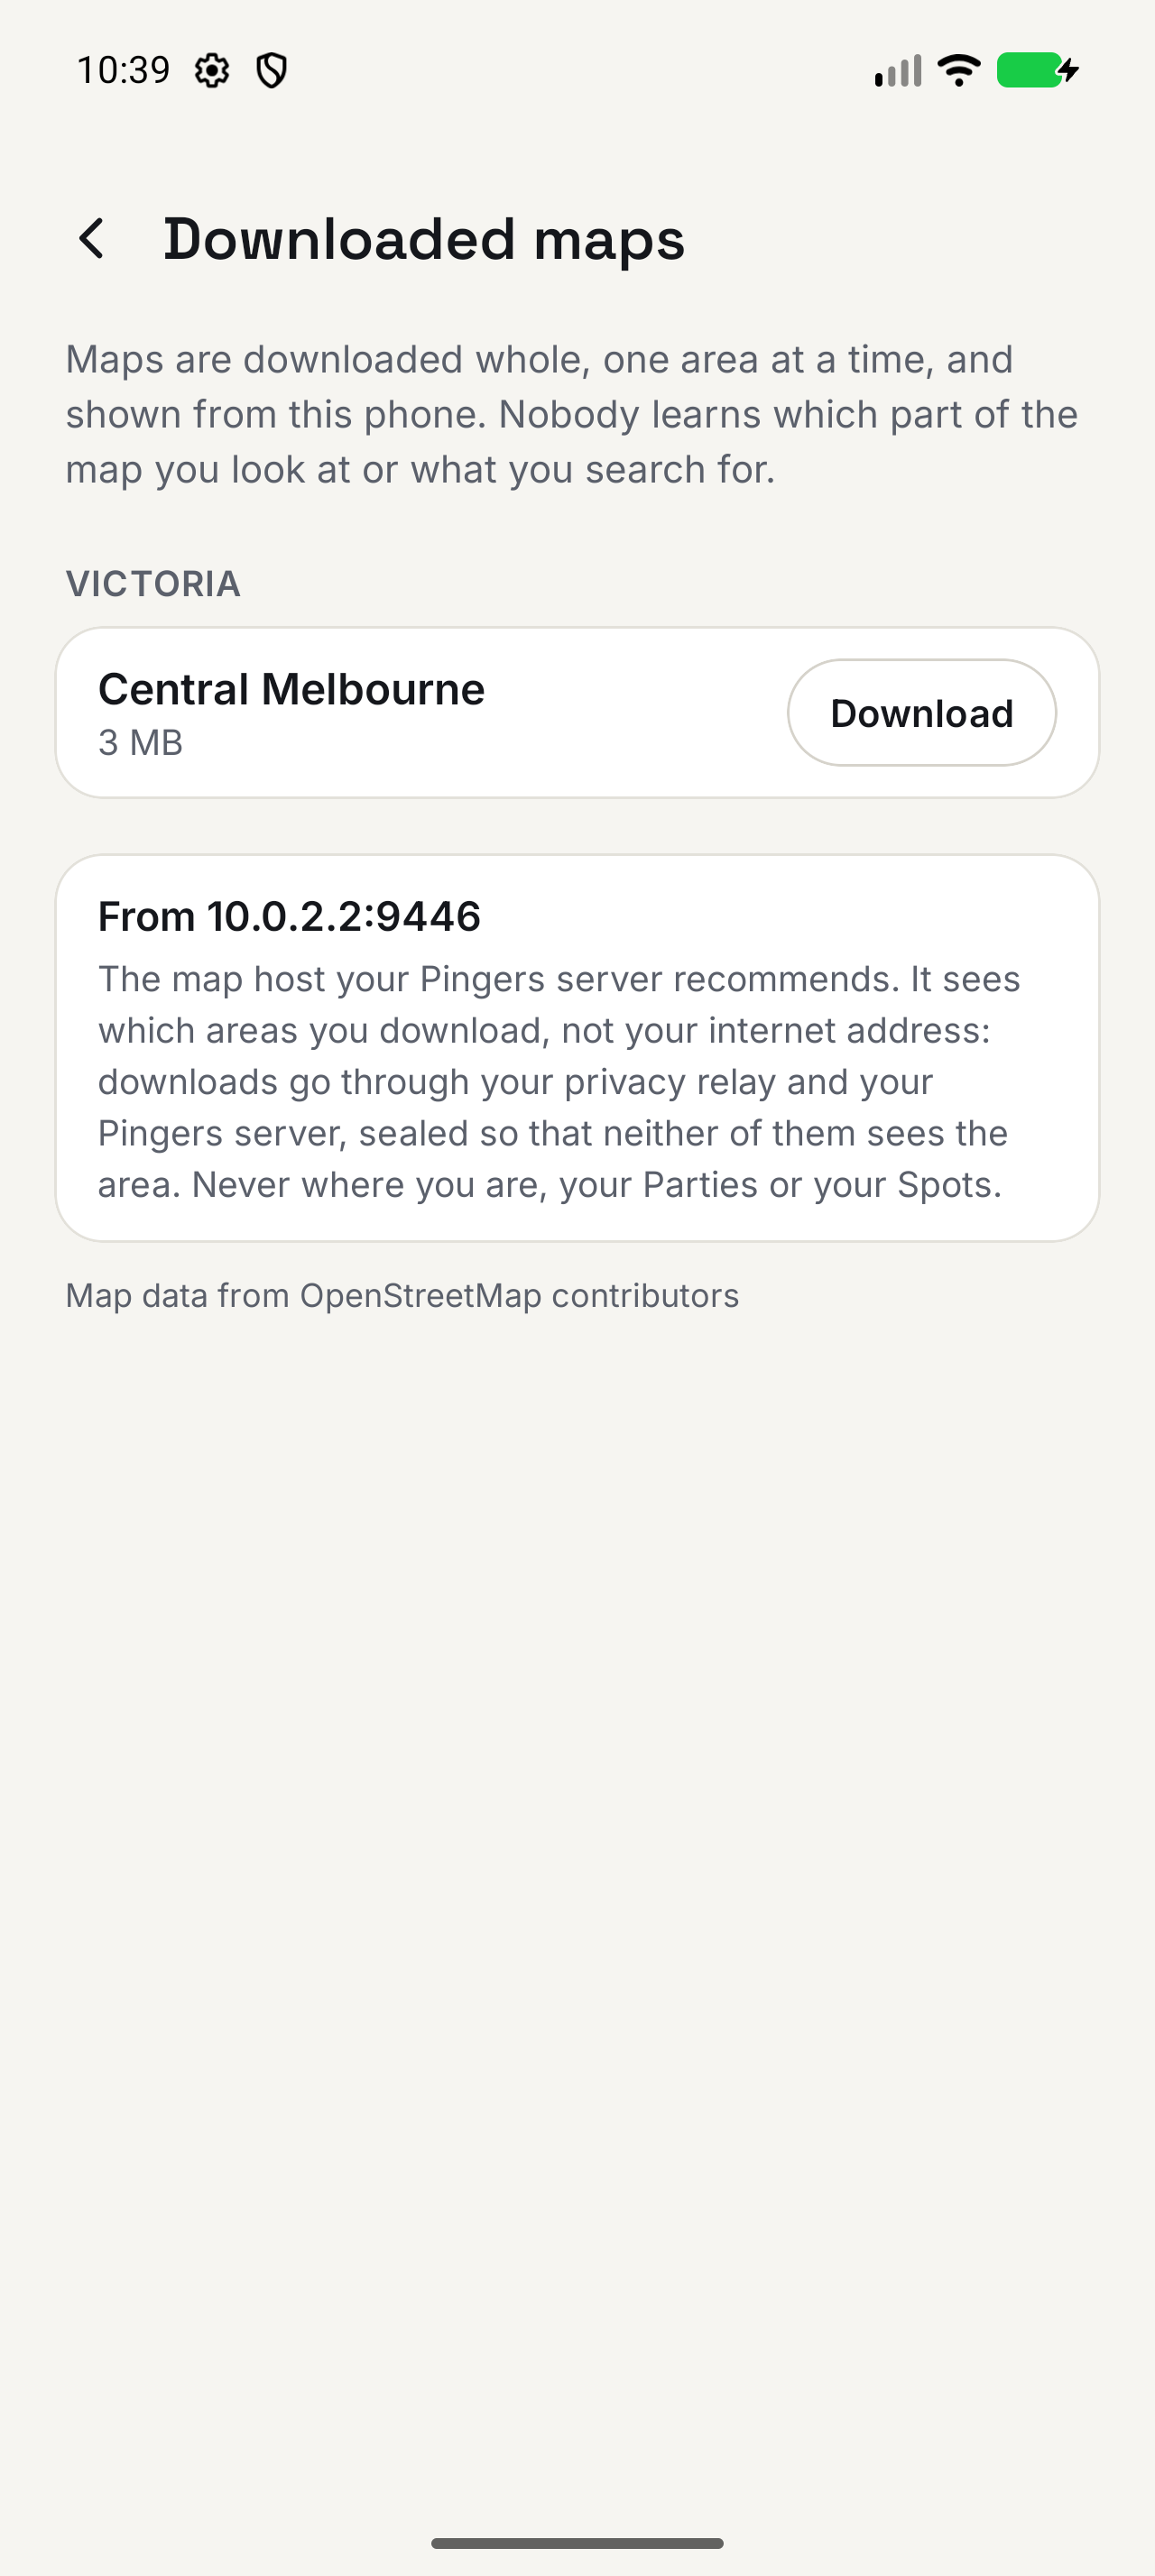 10:39
Downloaded maps
Maps are downloaded whole, one area at a time, and
shown from this phone. Nobody learns which part of the
map you look at or what you search for.
VICTORIA
Central Melbourne
3 MB
Download
From 10.0.2.2:9446
The map host your Pingers server recommends. It sees
which areas you download, not your internet address:
downloads go through your privacy relay and your
Pingers server, sealed so that neither of them sees the
area. Never where you are, your Parties or your Spots.
Map data from OpenStreetMap contributors